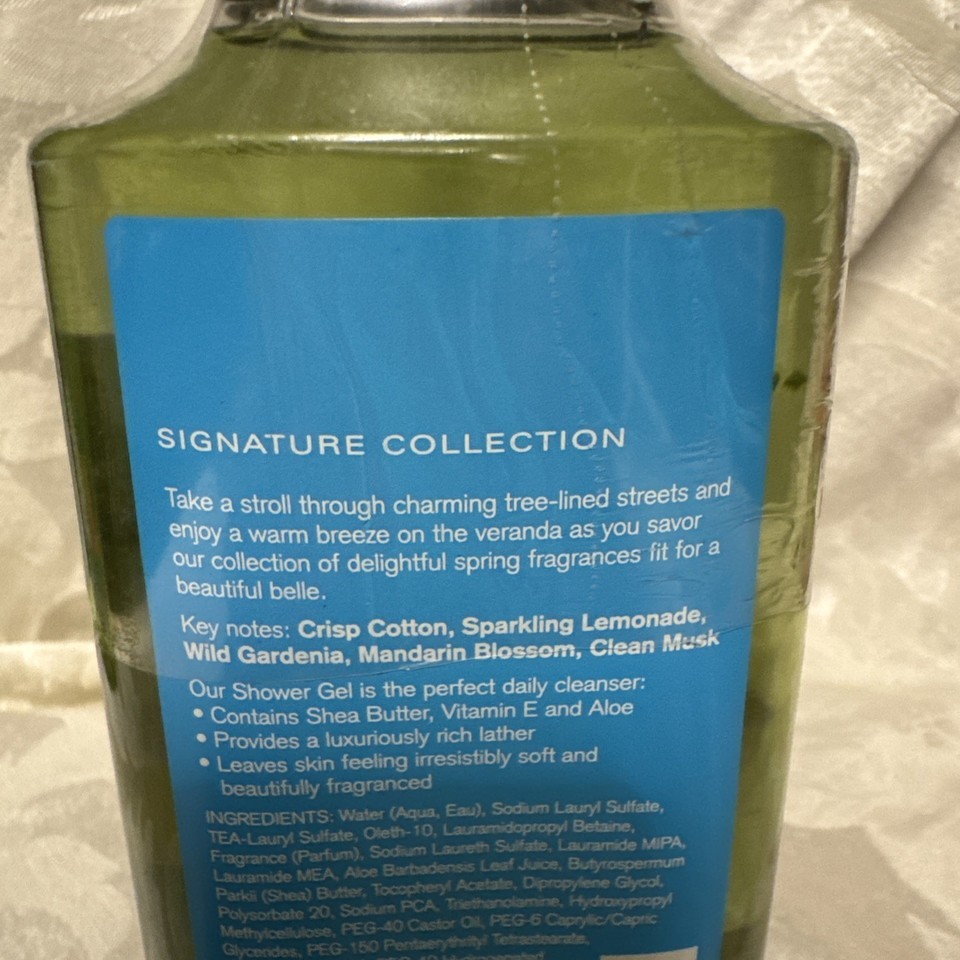 SIGNATURE COLLECTION
Take a stroll through charming tree-lined streets and
enjoy a warm breeze on the veranda as you savor
our collection of delightful spring fragrances fit for a
beautiful belle.
Key notes: Crisp Cotton, Sparkling Lemonade,
Wild Gardenia, Mandarin Blossom, Clean Musk
Our Shower Gel is the perfect daily cleanser:
• Contains Shea Butter, Vitamin E and Aloe
• Provides a luxuriously rich lather
• Leaves skin feeling irresistibly soft and
beautifully fragranced
INGREDIENTS: Water (Aqua, Eau), Sodium Lauryl Sulfate,
TEA-Lauryl Sulfate, Oleth-10, Lauramidopropyl Betaine,
Fragrance (Parfum), Sodium Laureth Sulfate, Lauramide MIPA,
Lauramide MEA, Aloe Barbadensis Leaf Juice, Butyrospermum
Parkii (Shea) Butter, Tocopheryl Acetate, Dipropylene Glycol,
Polysorbate 20, Sodium PCA, Triethanolamine, Hydroxypropyl
Methylcellulose, PEG-40 Castor Oil, PEG-6 Caprylic/Capric
Glycerides, PEG-150 Pentaerythrityl Tetrastearate,